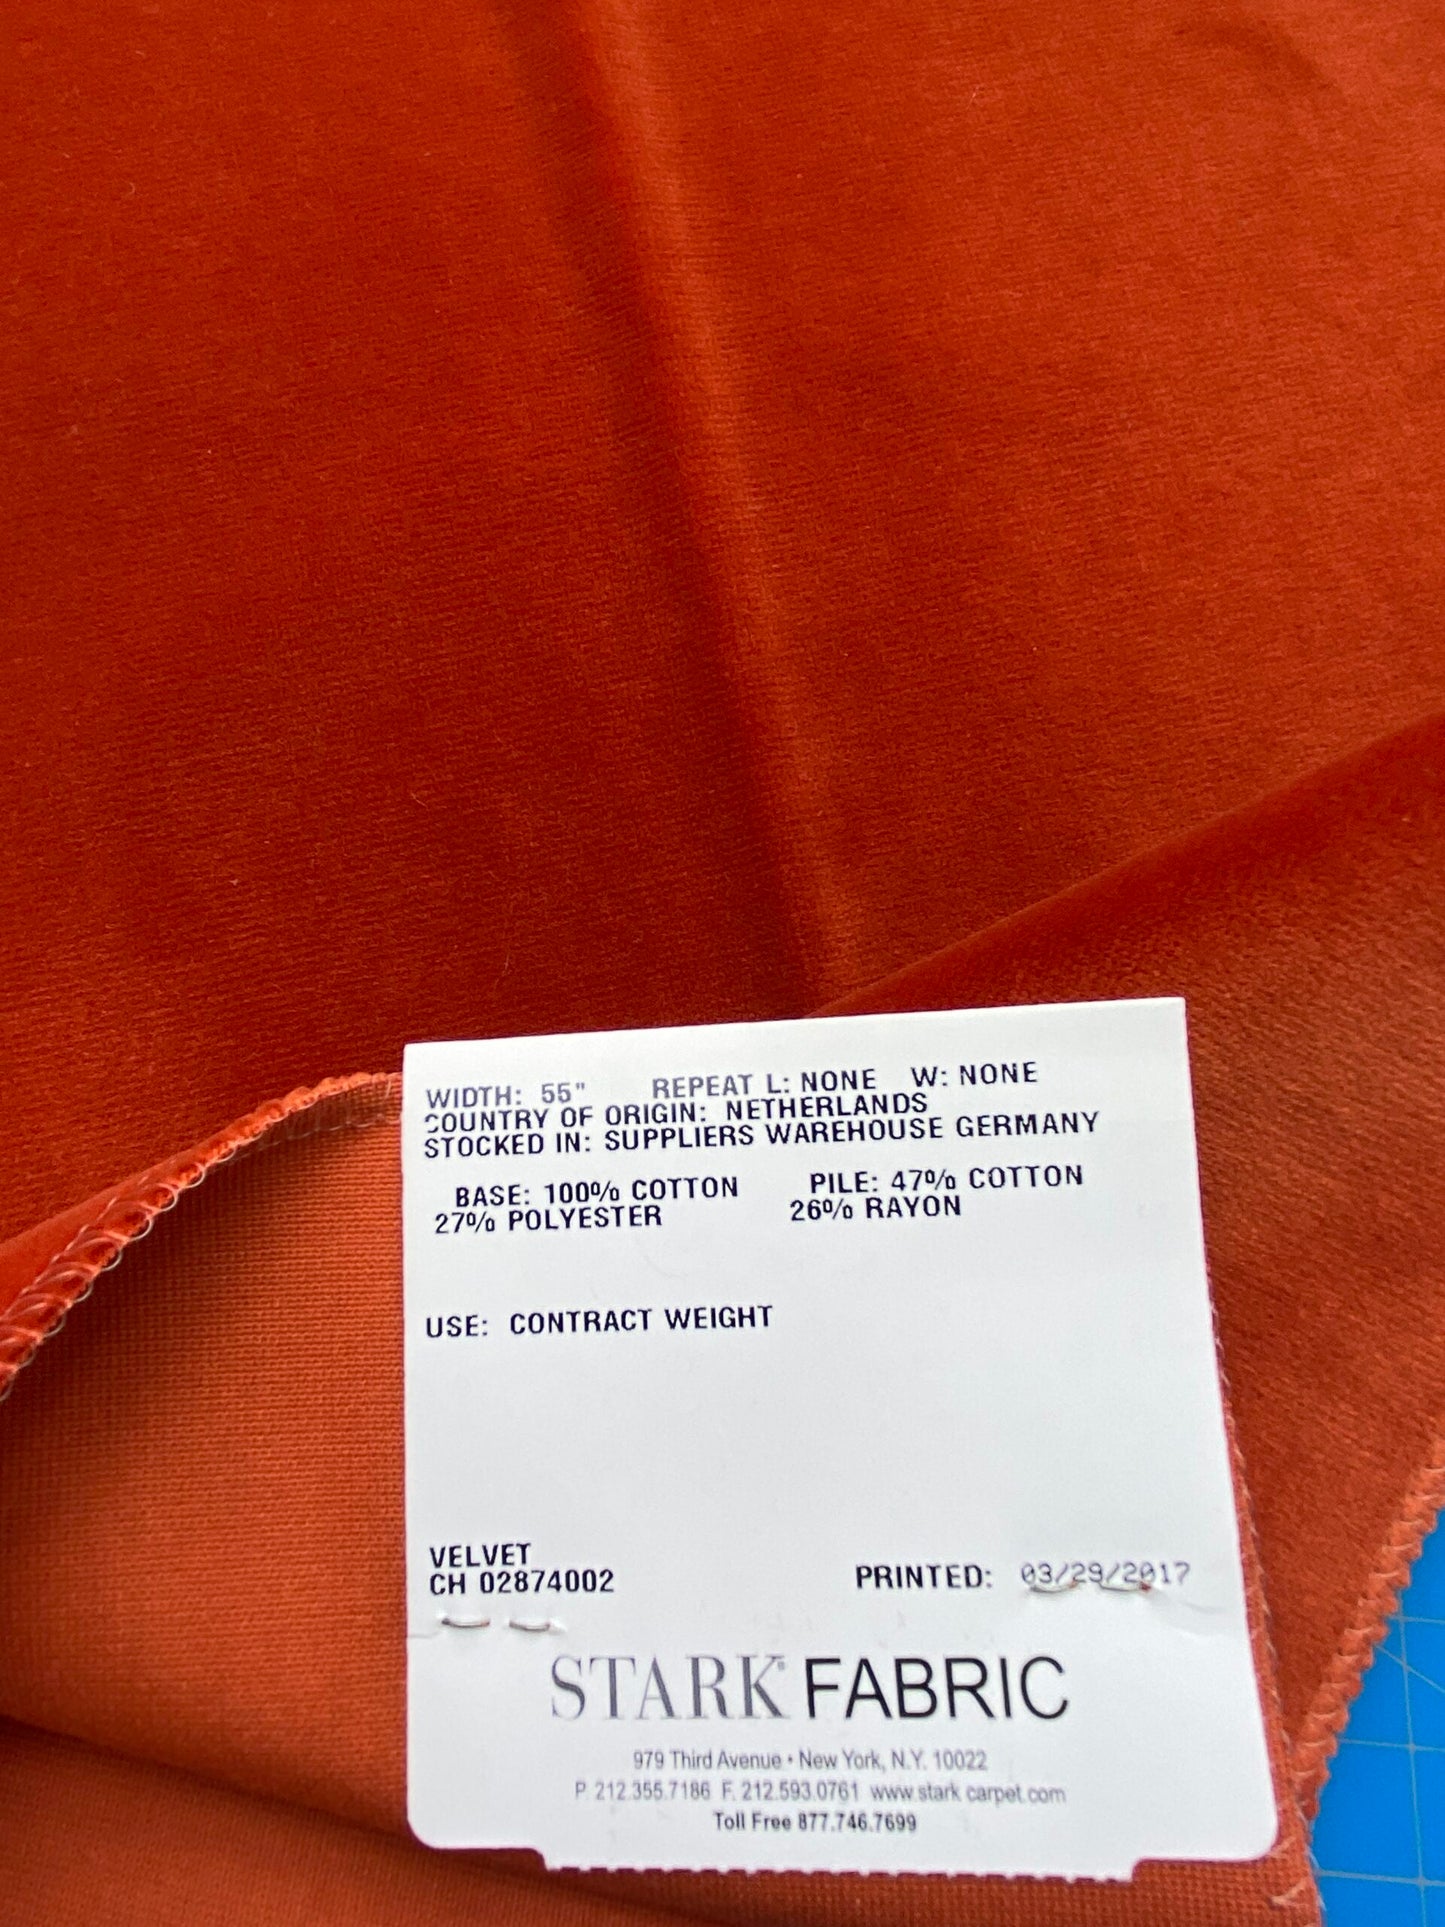 WIDTH: 55" REPEAT L: NONE W: NONE
COUNTRY OF ORIGIN: NETHERLANDS
STOCKED IN: SUPPLIERS WAREHOUSE GERMANY
BASE: 100% COTTON PILE: 47% COTTON
27% POLYESTER 26% RAYON
USE: CONTRACT WEIGHT
VELVET
CH 02874002 PRINTED: 03/29/2017
STARK® FABRIC
979 Third Avenue • New York, N.Y. 10022
P. 212.355.7186 F. 212.593.0761 www.stark carpet.com
Toll Free 877.746.7699